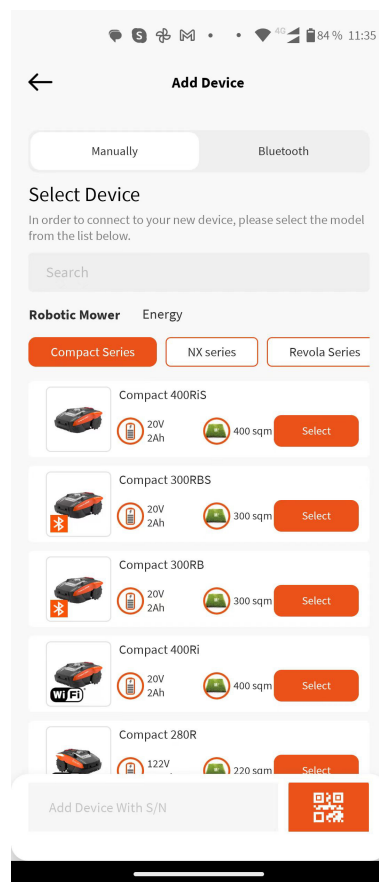 4G 84 % 11:35
Add Device
Manually Bluetooth
Select Device
In order to connect to your new device, please select the model
from the list below.
Search
Robotic Mower Energy
Compact Series NX series Revola Series
Compact 400RiS
20V
2Ah
400 sqm
Select
Compact 300RBS
20V
2Ah
300 sqm
Select
Compact 300RB
20V
2Ah
300 sqm
Select
Compact 400Ri
WiFi
20V
2Ah
400 sqm
Select
Compact 280R
122V
220 sqm
Select
Add Device With S/N